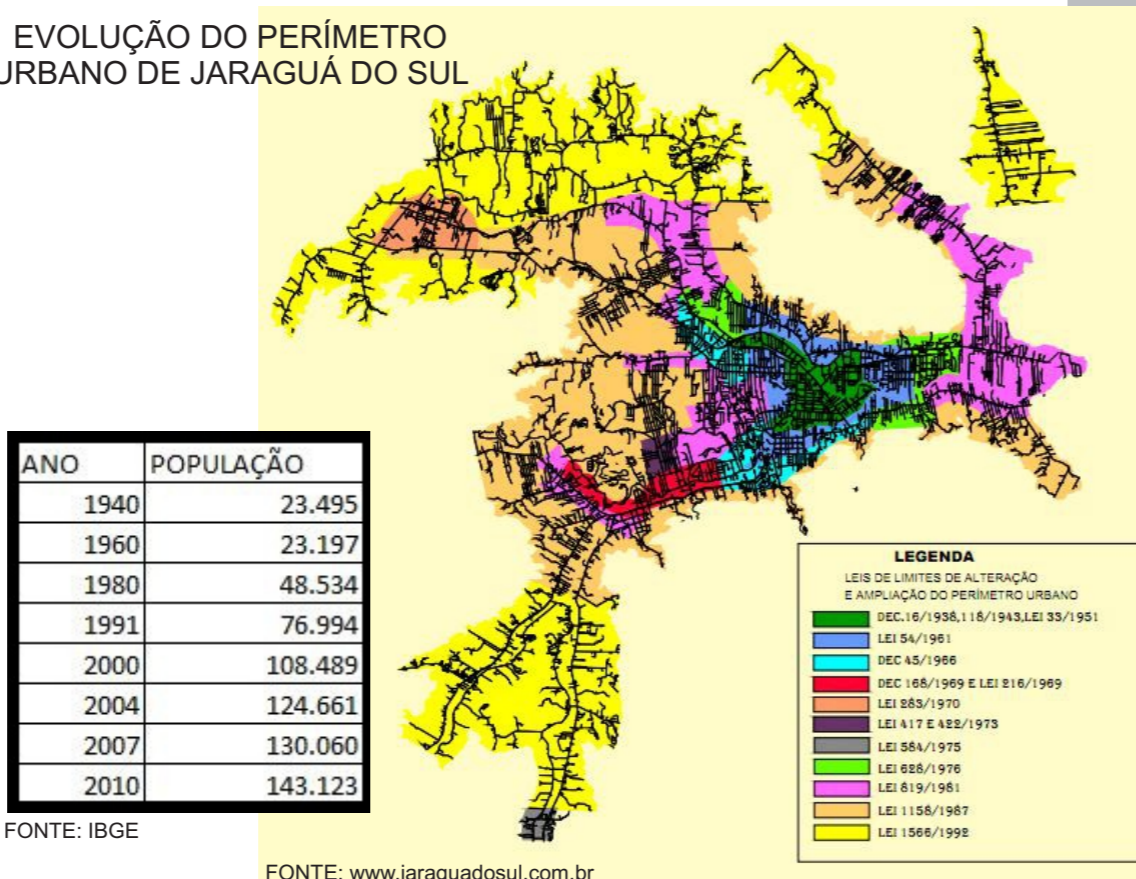 EVOLUÇÃO DO PERÍMETRO
URBANO DE JARAGUÁ DO SUL
ANO POPULAÇÃO
1940 23.495
1960 23.197
1980 48.534
1991 76.994
2000 108.489
2004 124.661
2007 130.060
2010 143.123
FONTE: IBGE
LEGENDA
LEIS DE LIMITES DE ALTERAÇÃO
E AMPLIAÇÃO DO PERÍMETRO URBANO
DEC.16/1938,118/1943,LEI 33/1951
LEI 54/1961
DEC 45/1966
DEC 168/1969 E LEI 216/1969
LEI 283/1970
LEI 417 E 422/1973
LEI 584/1975
LEI 628/1976
LEI 819/1981
LEI 1158/1987
LEI 1566/1992
FONTE: www.jaraguadosul.com.br